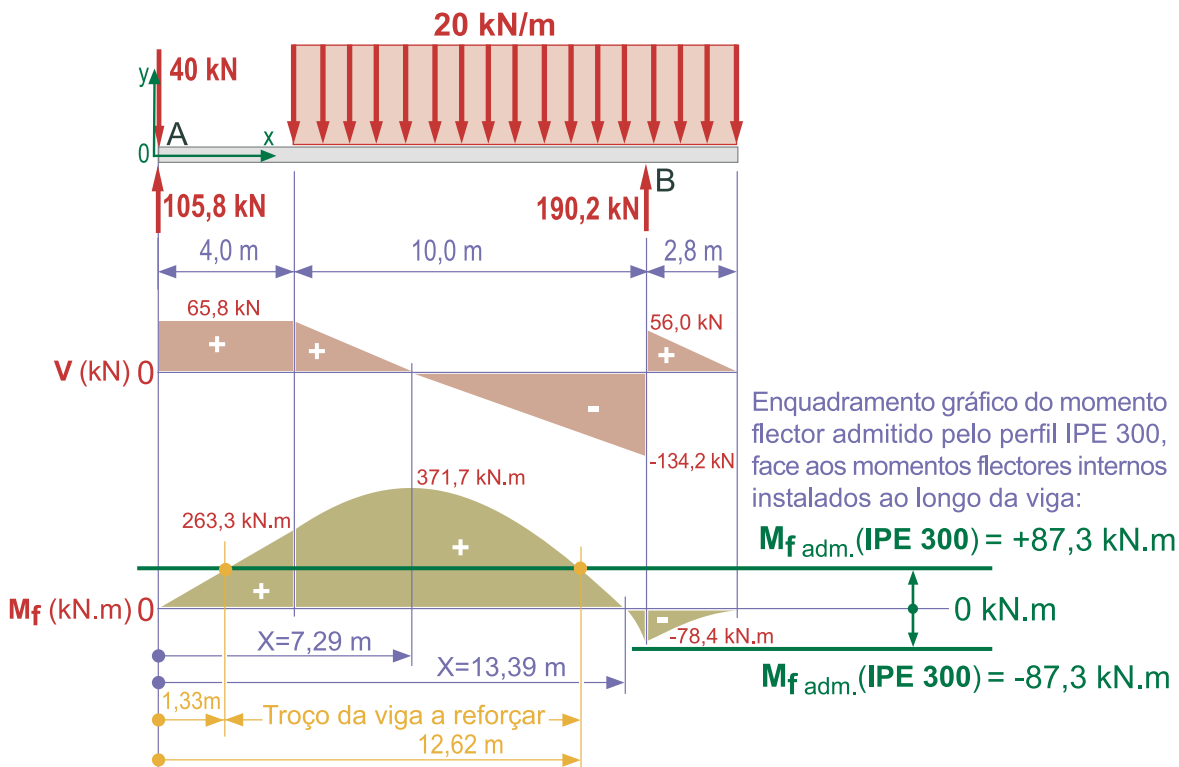 20 kN/m
40 kN
y
A
x
0
105,8 kN
190,2 kN
B
4,0 m
10,0 m
2,8 m
65,8 kN
56,0 kN
+
+
+
V (kN) 0
-
-134,2 kN
Enquadramento gráfico do momento
flector admitido pelo perfil IPE 300,
face aos momentos flectores internos
instalados ao longo da viga:
371,7 kN.m
263,3 kN.m
Mf adm.(IPE 300) = +87,3 kN.m
+
+
Mf (kN.m) 0
-
0 kN.m
-78,4 kN.m
X=7,29 m
X=13,39 m
Mf adm.(IPE 300) = -87,3 kN.m
1,33m
Troço da viga a reforçar
12,62 m